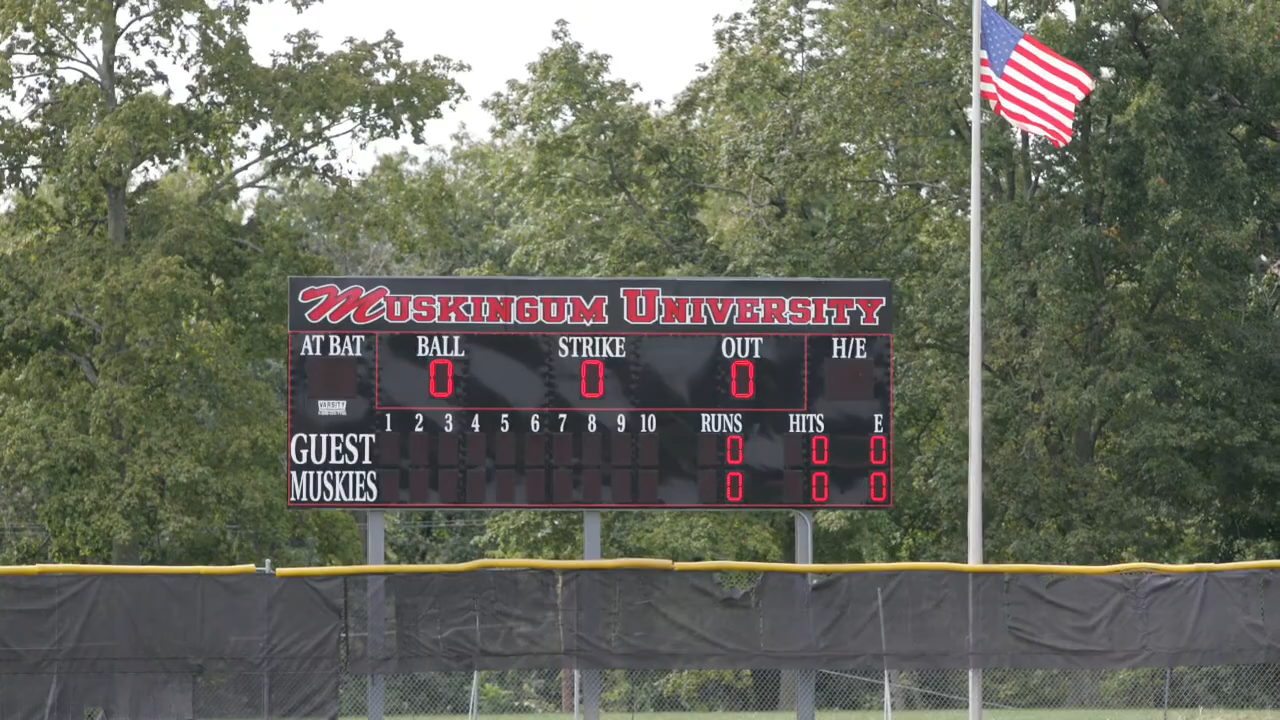 MUSKINGUM UNIVERSITY
AT BAT BALL STRIKE OUT H/E
0 0 0
VARSITY
1 2 3 4 5 6 7 8 9 10 RUNS HITS E
GUEST 0 0 0
MUSKIES 0 0 0